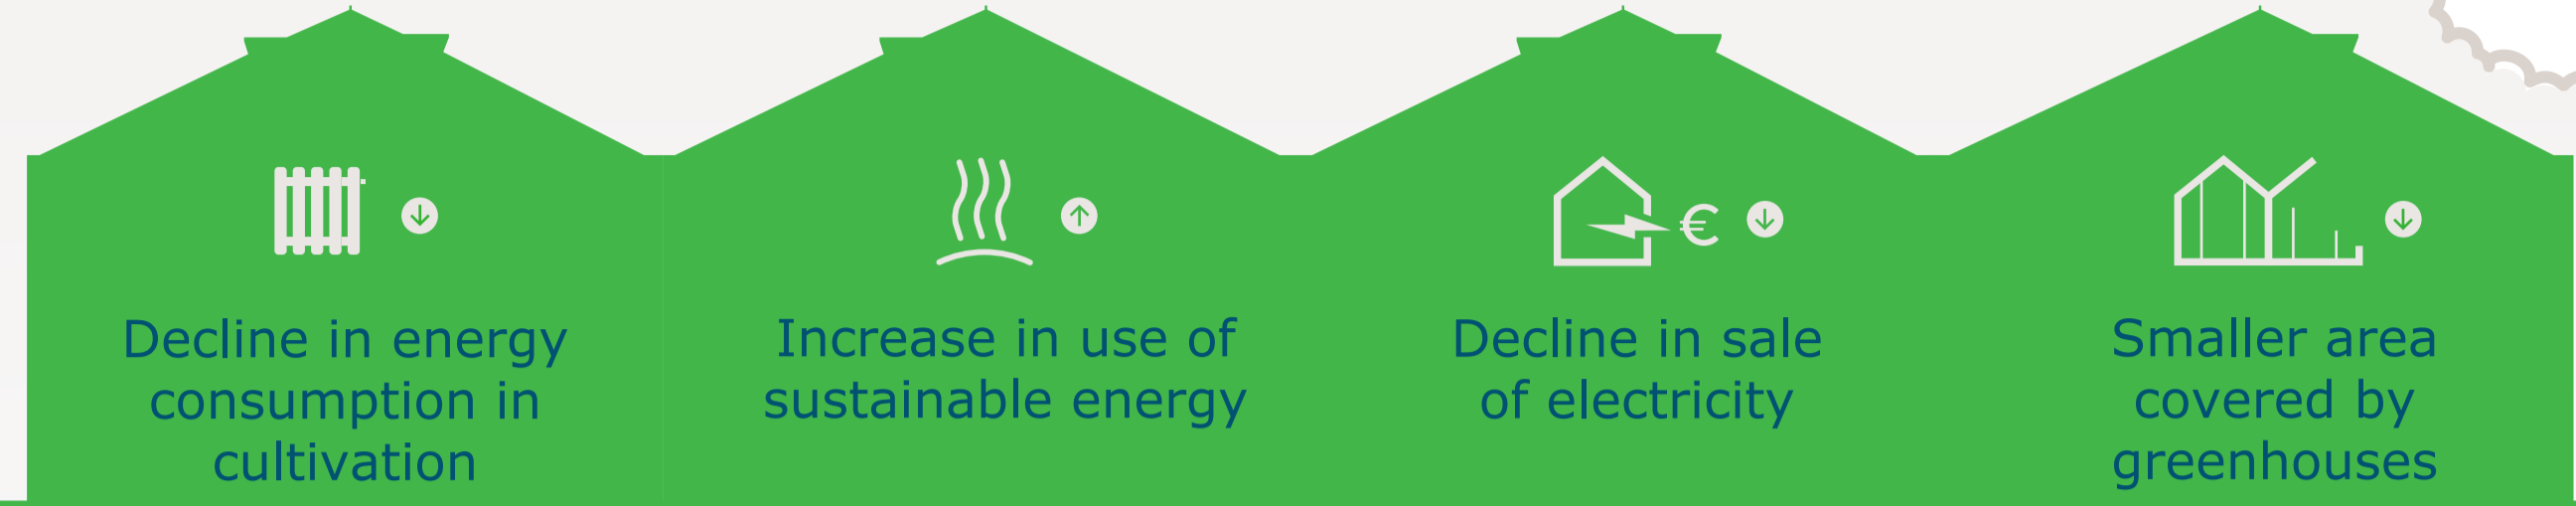 Decline in energy
consumption in
cultivation
Increase in use of
sustainable energy
€
Decline in sale
of electricity
Smaller area
covered by
greenhouses